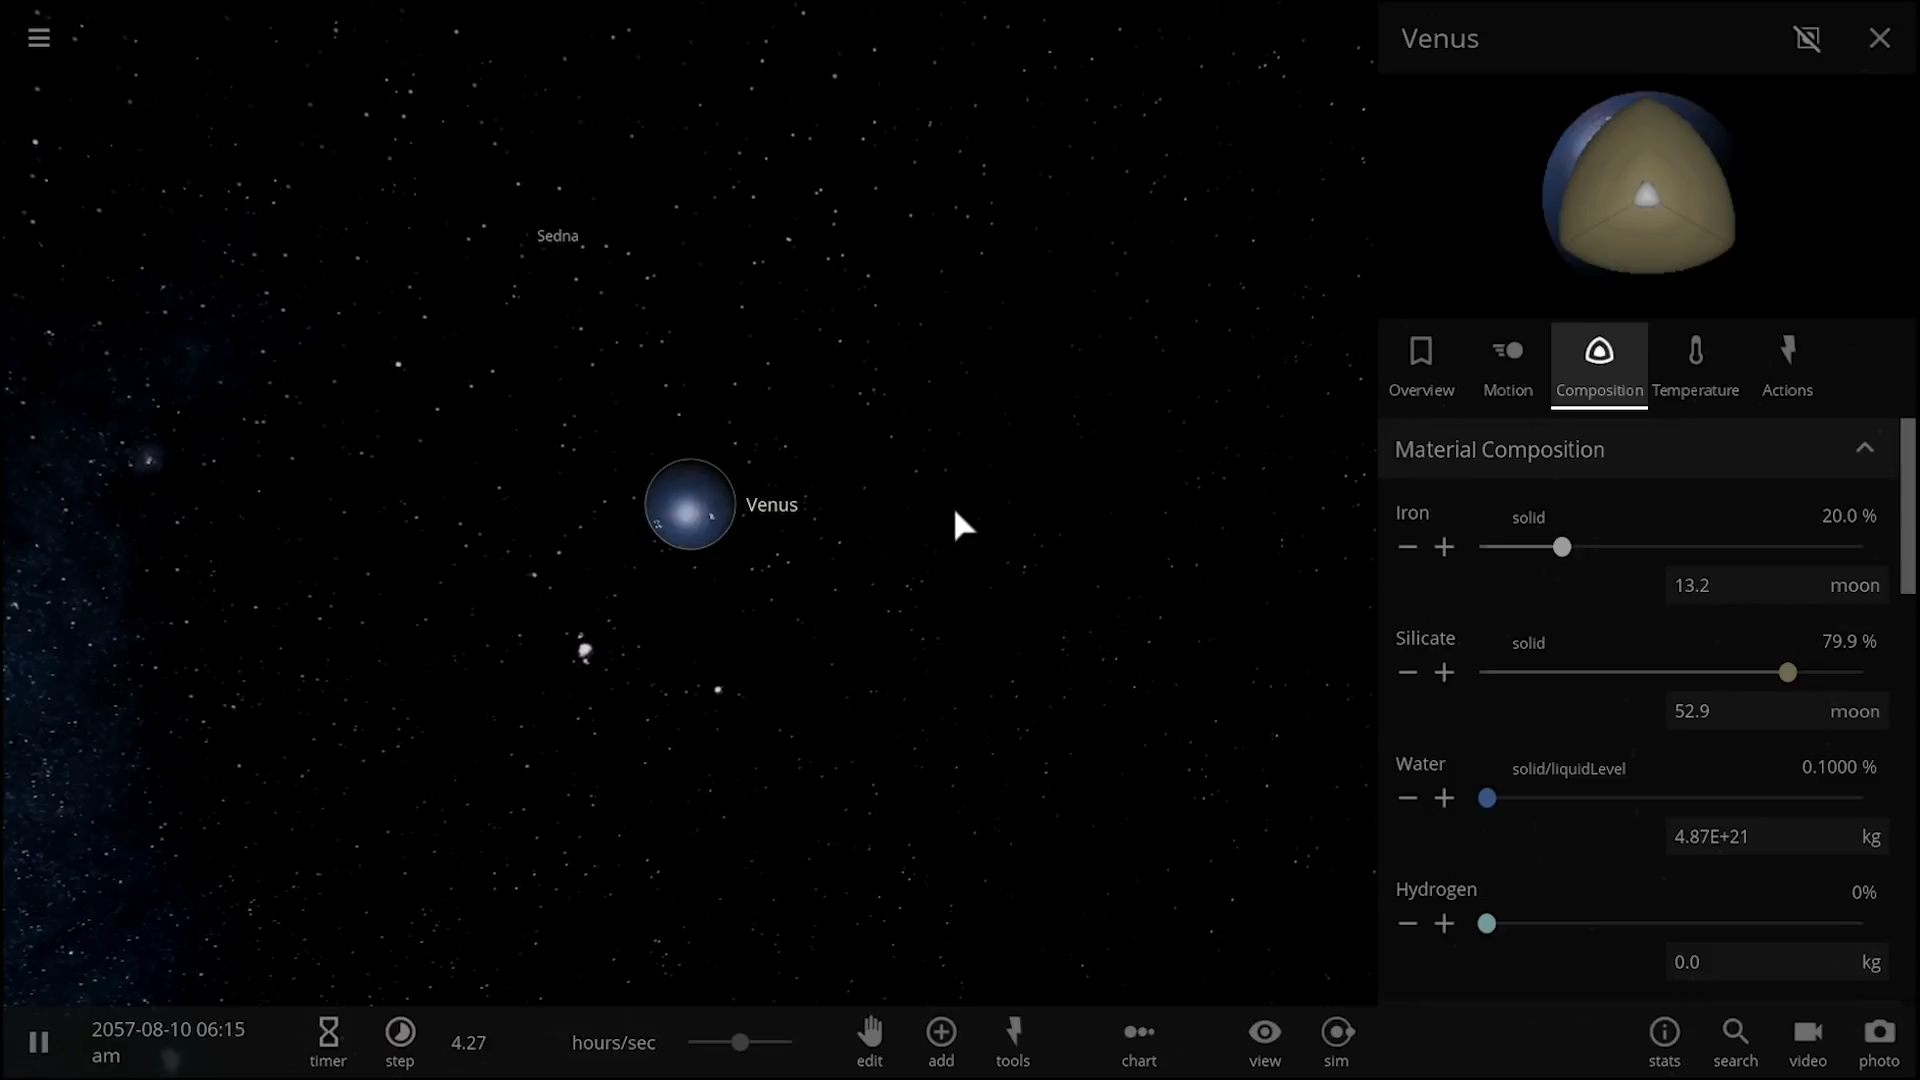 Venus
Sedna
Venus
Overview
Motion
Composition
Temperature
Actions
Material Composition
Iron solid 20.0 %
13.2 moon
Silicate solid 79.9 %
52.9 moon
Water solid/liquidLevel 0.1000 %
4.87E+21 kg
Hydrogen 0%
0.0 kg
2057-08-10 06:15
am
timer
step
4.27 hours/sec
edit
add
tools
chart
view
sim
stats
search
video
photo